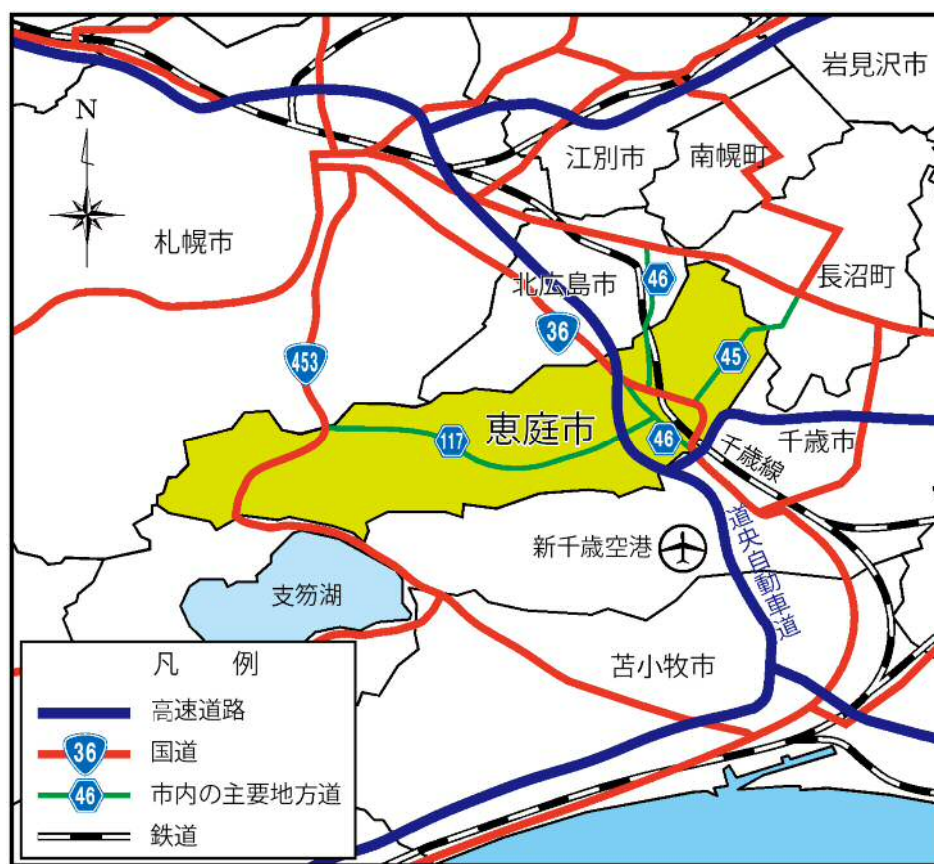 岩見沢市
N
江別市
南幌町
札幌市
長沼町
北広島市
46
36
45
453
恵庭市
117
46
千歳市
千歳線
道央自動車道
新千歳空港
支笏湖
苫小牧市
凡 例
高速道路
36 国道
46 市内の主要地方道
鉄道